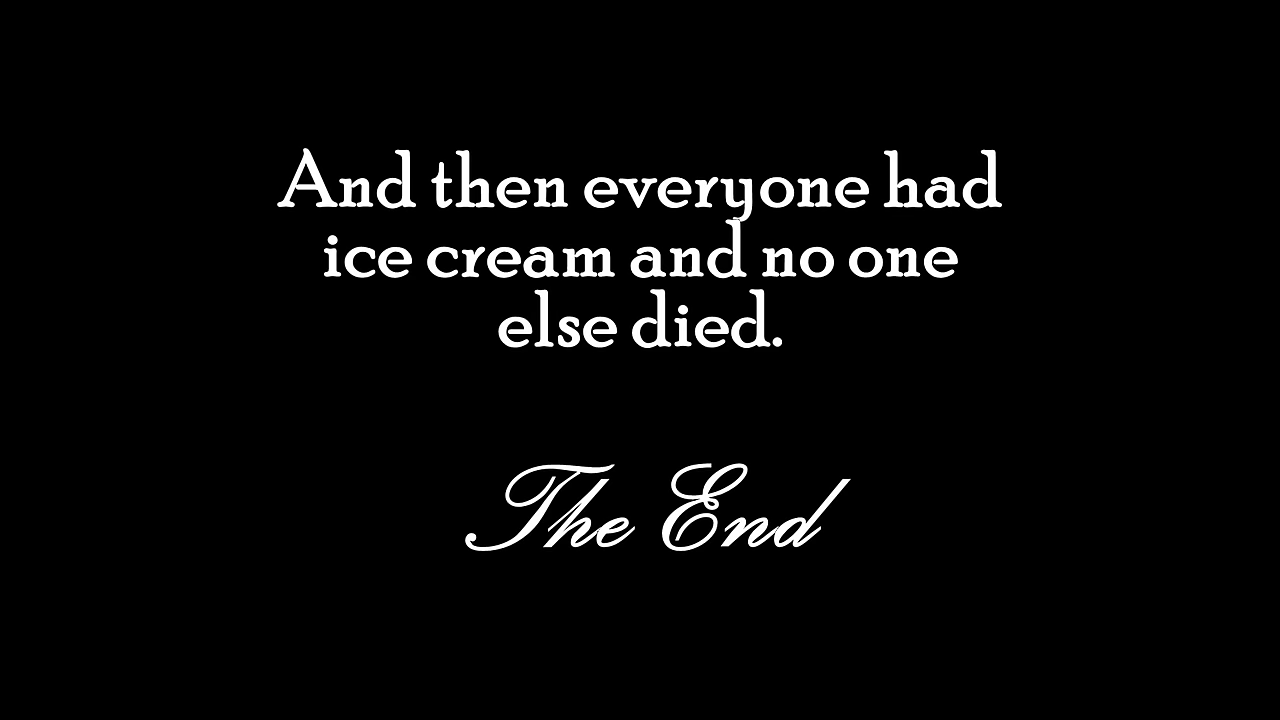 And then everyone had
ice cream and no one
else died.
The End